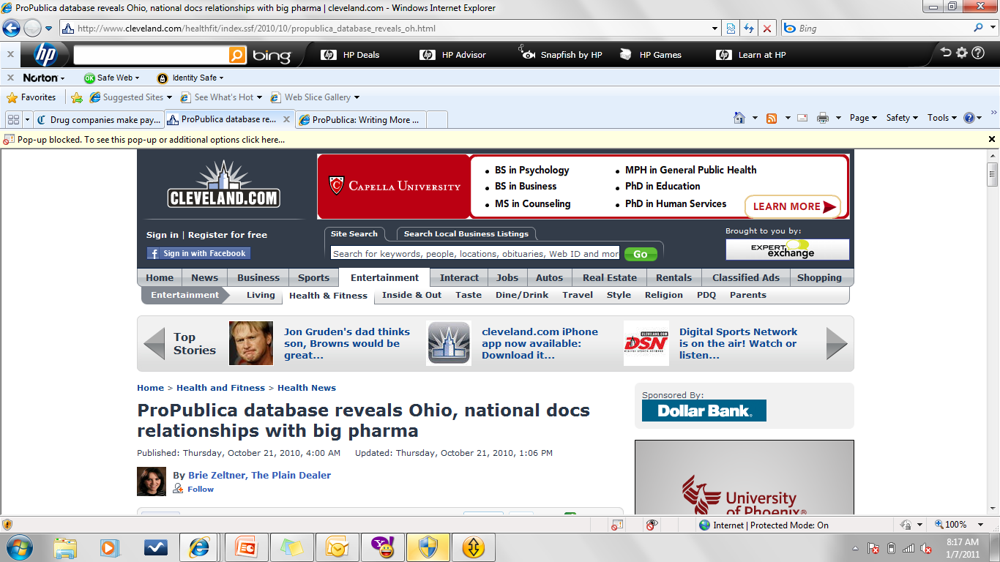 ProPublica database reveals Ohio, national docs relationships with big pharma | cleveland.com - Windows Internet Explorer
http://www.cleveland.com/healthfit/index.ssf/2010/10/propublica_database_reveals_oh.html
Bing
hp
bing
HP Deals
HP Advisor
Snapfish by HP
HP Games
Learn at HP
Norton
OK Safe Web
Identity Safe
Favorites
Suggested Sites
See What's Hot
Web Slice Gallery
Drug companies make pay...
ProPublica database re...
ProPublica: Writing More ...
Page
Safety
Tools
Pop-up blocked. To see this pop-up or additional options click here...
CLEVELAND.COM
CAPELLA UNIVERSITY
• BS in Psychology
• BS in Business
• MS in Counseling
• MPH in General Public Health
• PhD in Education
• PhD in Human Services
LEARN MORE
Sign in | Register for free
Sign in with Facebook
Site Search
Search Local Business Listings
Search for keywords, people, locations, obituaries, Web ID and mor
Go
Brought to you by:
EXPERT exchange
Home
News
Business
Sports
Entertainment
Interact
Jobs
Autos
Real Estate
Rentals
Classified Ads
Shopping
Entertainment
Living
Health & Fitness
Inside & Out
Taste
Dine/Drink
Travel
Style
Religion
PDQ
Parents
Top
Stories
Jon Gruden's dad thinks
son, Browns would be
great...
cleveland.com iPhone
app now available:
Download it...
CLEVELAND.COM
DSN
DIGITAL SPORTS NETWORK
Digital Sports Network
is on the air! Watch or
listen...
Home > Health and Fitness > Health News
ProPublica database reveals Ohio, national docs
relationships with big pharma
Published: Thursday, October 21, 2010, 4:00 AM Updated: Thursday, October 21, 2010, 1:06 PM
By Brie Zeltner, The Plain Dealer
Follow
Sponsored By:
Dollar Bank
University
of Phoenix®
Internet | Protected Mode: On
100%
8:17 AM
1/7/2011